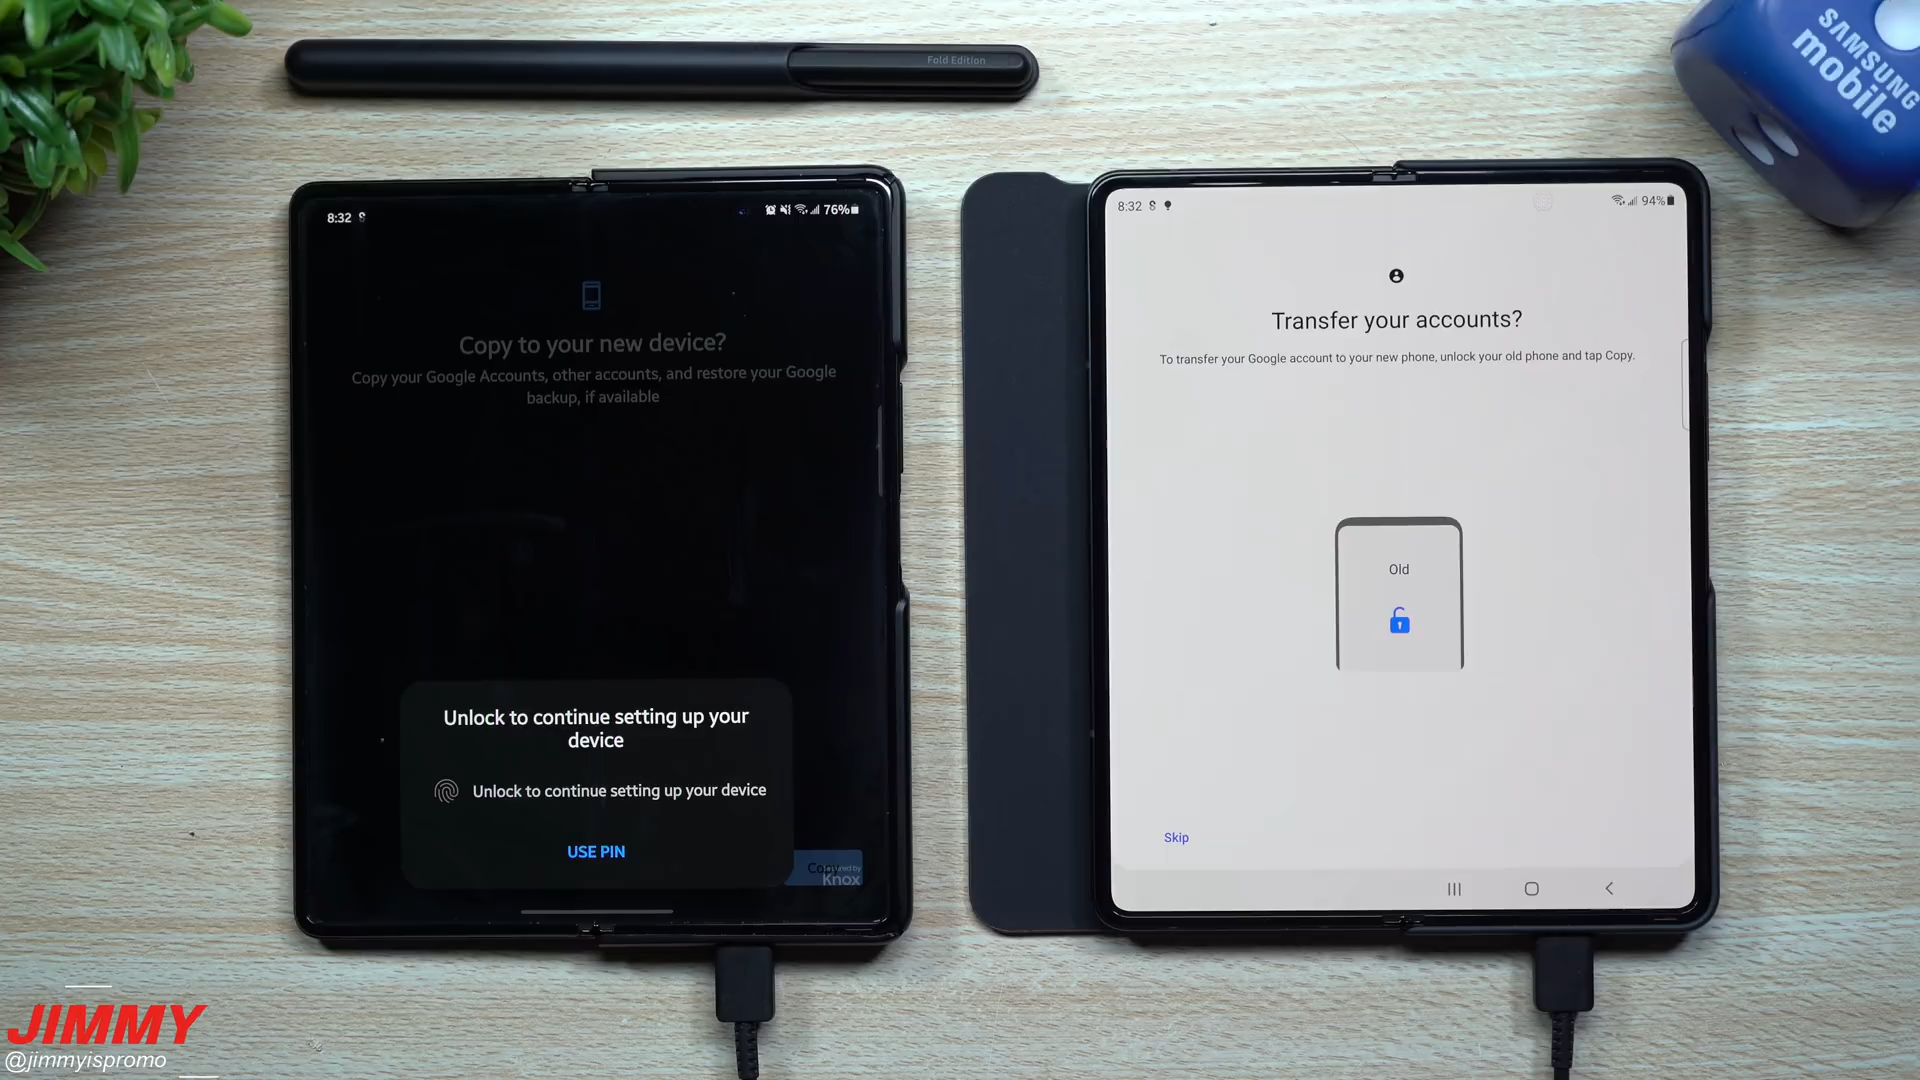 Fold Edition
SAMSUNG
mobile
8:32
76%
Copy to your new device?
Copy your Google Accounts, other accounts, and restore your Google
backup, if available
Unlock to continue setting up your
device
Unlock to continue setting up your device
USE PIN
Copy
Knox
8:32
94%
Transfer your accounts?
To transfer your Google account to your new phone, unlock your old phone and tap Copy.
Old
Skip
JIMMY
@jimmyispromo